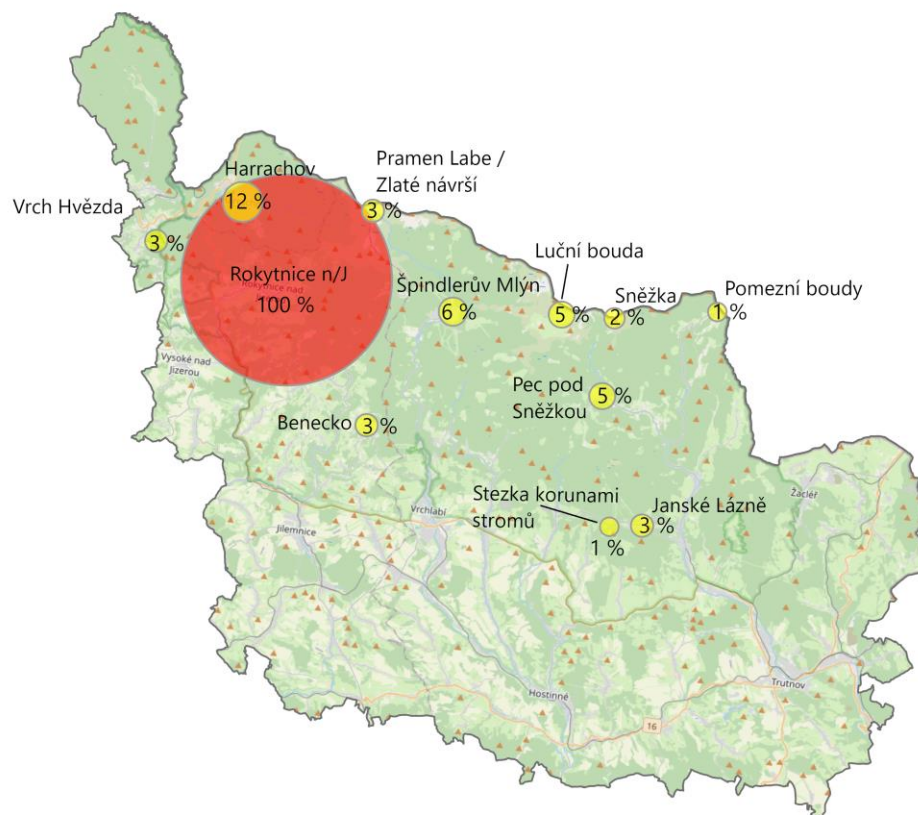 Harrachov
12 %
Pramen Labe /
Zlaté návrší
3 %
Vrch Hvězda
3 %
Rokytnice n/J
100 %
Rokytnice nad
Luční bouda
5 %
Špindlerův Mlýn
6 %
Sněžka
2 %
Pomezní boudy
1 %
Vysoké nad
Jizerou
Pec pod
Sněžkou
5 %
Benecko
3 %
Stezka korunami
stromů
1 %
Janské Lázně
3 %
Žacléř
Vrchlabí
Jilemnice
Hostinné
Trutnov
16